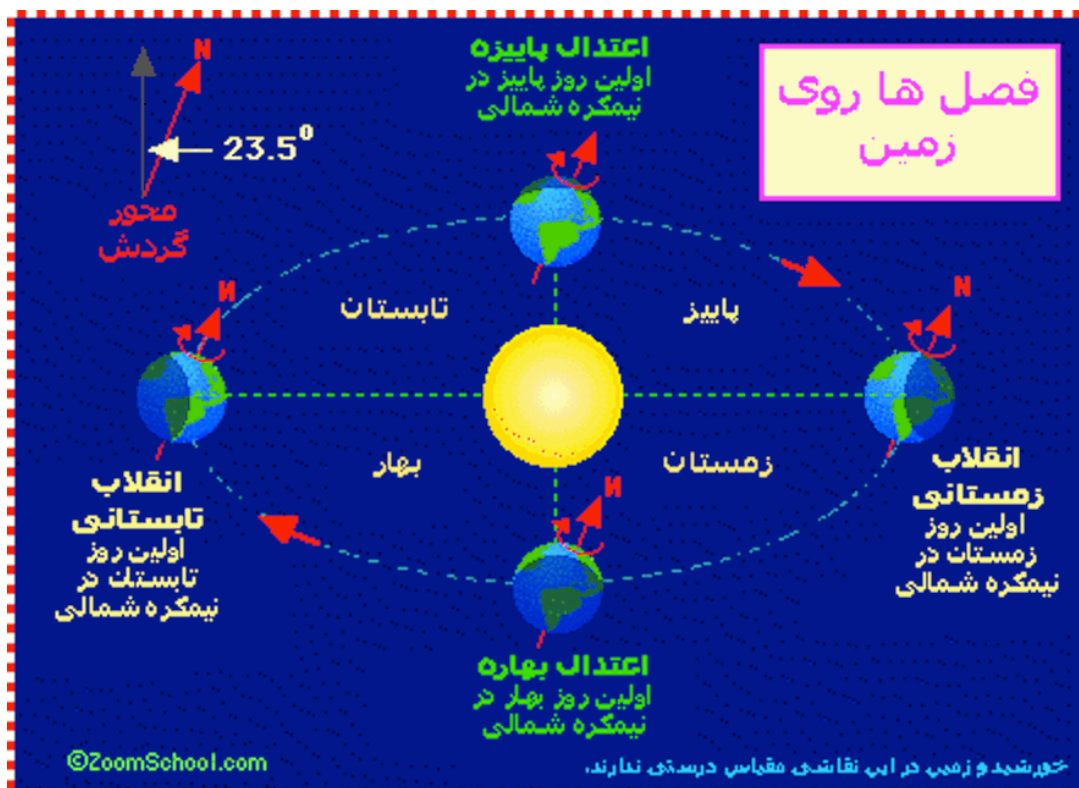 فصل ها روی
زمین
اعتدال پاییزه
اولین روز پاییز در
نیمکره شمالی
N
23.5°
محور
گردش
N
N
تابستان
پاییز
بهار
زمستان
انقلاب
تابستانی
اولین روز
تابستان در
نیمکره شمالی
انقلاب
زمستانی
اولین روز
زمستان در
نیمکره شمالی
N
اعتدال بهاره
اولین روز بهار در
نیمکره شمالی
©ZoomSchool.com
خورشید و زمین در این نقاشی مقیاس درستی ندارند.